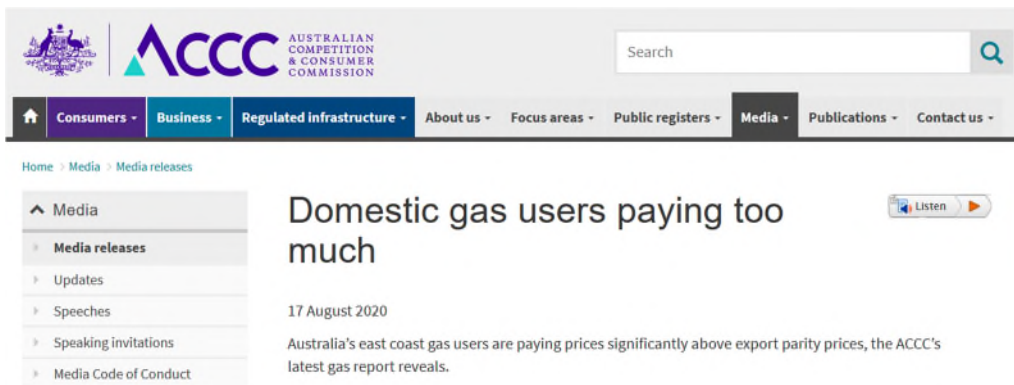 ACCC
AUSTRALIAN
COMPETITION
& CONSUMER
COMMISSION
Search
Consumers
Business
Regulated infrastructure
About us
Focus areas
Public registers
Media
Publications
Contact us
Home > Media > Media releases
Media
Media releases
Updates
Speeches
Speaking invitations
Media Code of Conduct
Domestic gas users paying too
much
Listen
17 August 2020
Australia's east coast gas users are paying prices significantly above export parity prices, the ACCC's
latest gas report reveals.